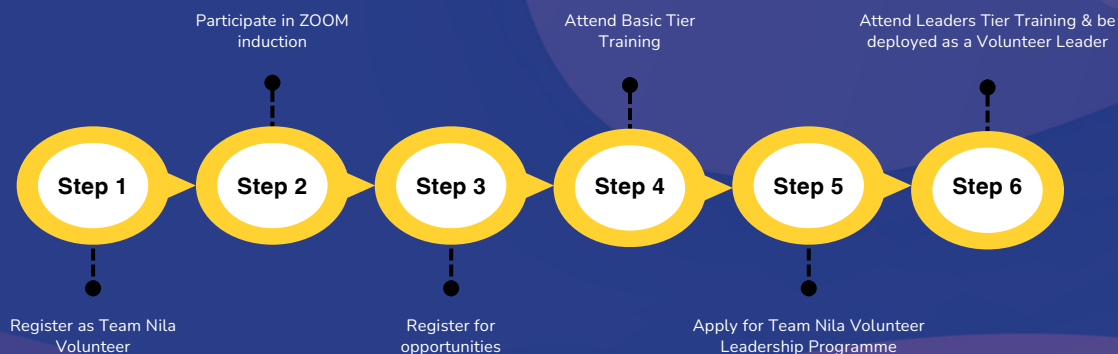 Participate in ZOOM
induction
Attend Basic Tier
Training
Attend Leaders Tier Training & be
deployed as a Volunteer Leader
Step 1
Step 2
Step 3
Step 4
Step 5
Step 6
Register as Team Nila
Volunteer
Register for
opportunities
Apply for Team Nila Volunteer
Leadership Programme